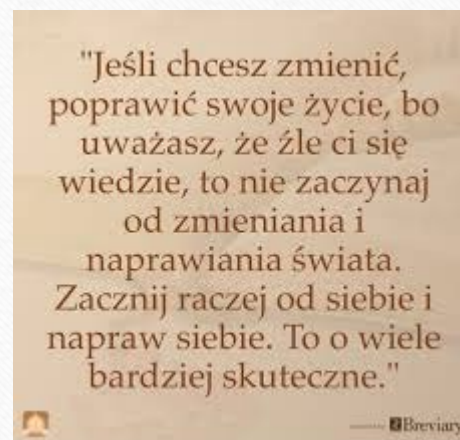 "Jeśli chcesz zmienić,
poprawić swoje życie, bo
uważasz, że źle ci się
wiedzie, to nie zaczynaj
od zmieniania i
naprawiania świata.
Zacznij raczej od siebie i
napraw siebie. To o wiele
bardziej skuteczne."
—— Breviary